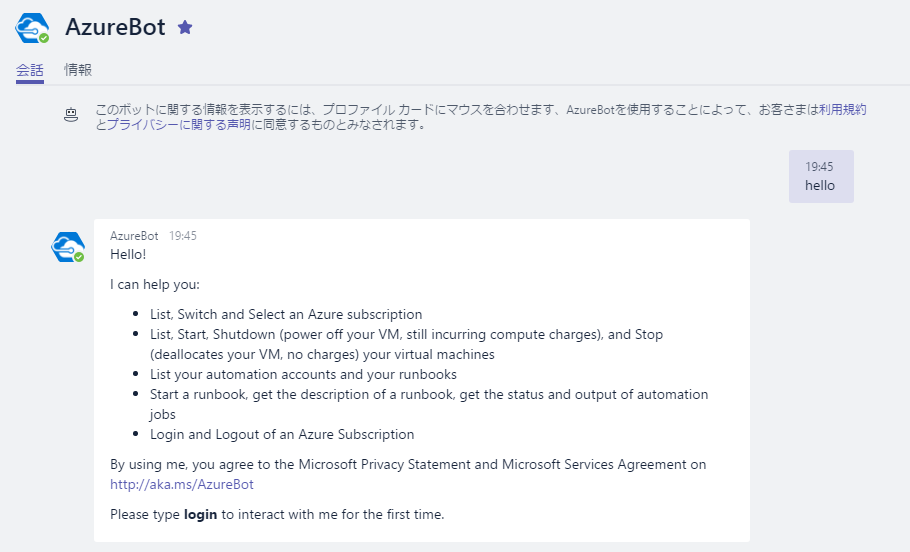 AzureBot
会話 情報
このボットに関する情報を表示するには、プロファイル カードにマウスを合わせます、AzureBotを使用することによって、お客さまは利用規約
とプライバシーに関する声明に同意するものとみなされます。
19:45
hello
AzureBot 19:45
Hello!
I can help you:
• List, Switch and Select an Azure subscription
• List, Start, Shutdown (power off your VM, still incurring compute charges), and Stop
(deallocates your VM, no charges) your virtual machines
• List your automation accounts and your runbooks
• Start a runbook, get the description of a runbook, get the status and output of automation
jobs
• Login and Logout of an Azure Subscription
By using me, you agree to the Microsoft Privacy Statement and Microsoft Services Agreement on
http://aka.ms/AzureBot
Please type login to interact with me for the first time.